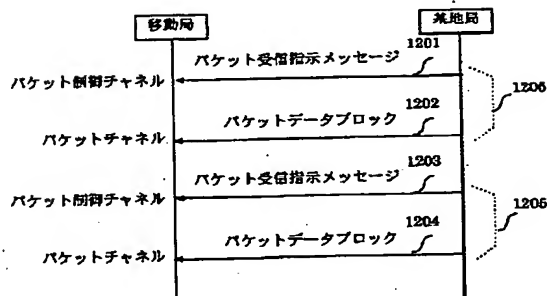 移動局
基地局
1201
パケット受信指示メッセージ
パケット制御チャネル
1206
1202
パケットデータブロック
パケットチャネル
1203
パケット受信指示メッセージ
パケット制御チャネル
1205
1204
パケットデータブロック
パケットチャネル